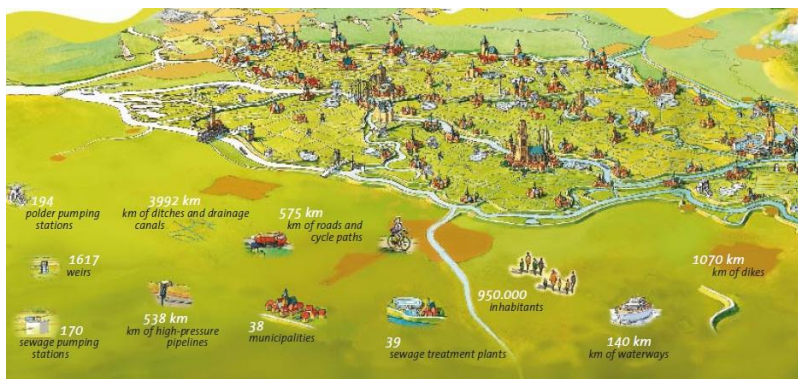 194
polder pumping
stations
3992 km
km of ditches and drainage
canals
575 km
km of roads and
cycle paths
1617
weirs
1070 km
km of dikes
950.000
inhabitants
170
sewage pumping
stations
538 km
km of high-pressure
pipelines
38
municipalities
39
sewage treatment plants
140 km
km of waterways